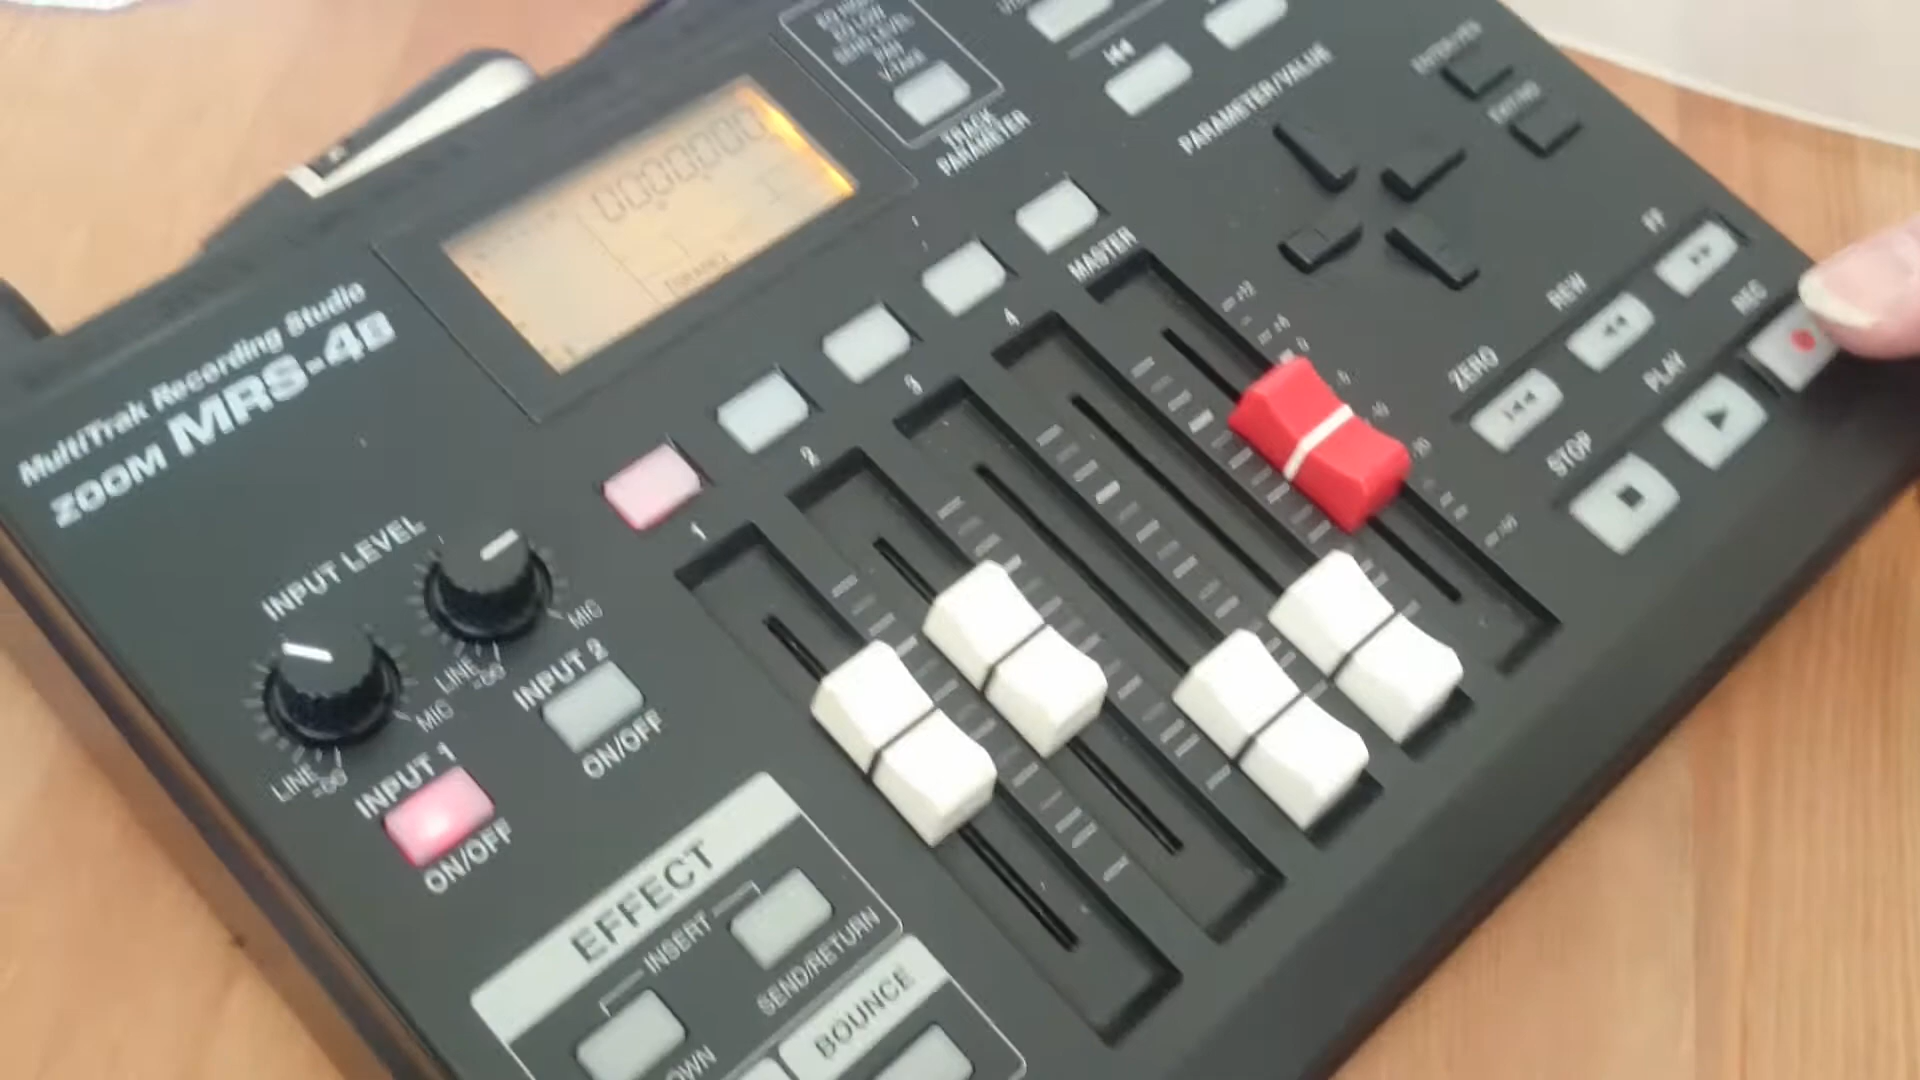 MultiTrak Recording Studio
ZOOM MRS-4B
V-TAKE
TRACK
PARAMETER
PARAMETER/VALUE
MASTER
1
2
3
4
INPUT LEVEL
LINE
MIC
LINE
MIC
INPUT 1
ON/OFF
INPUT 2
ON/OFF
EFFECT
INSERT
SEND/RETURN
BOUNCE
ZERO
REW
FF
STOP
PLAY
REC